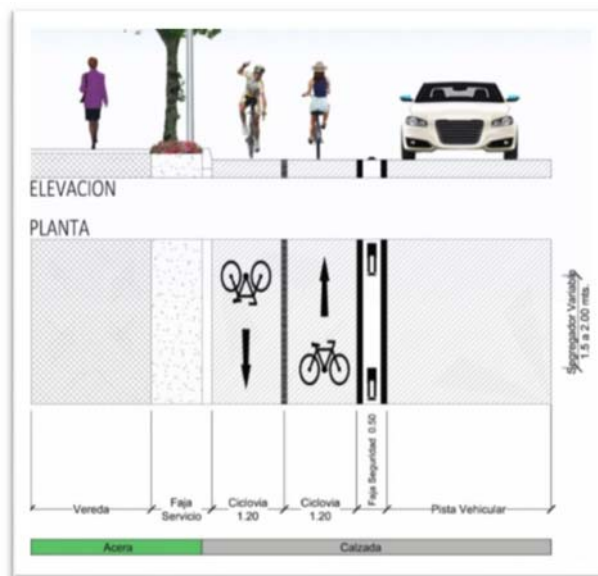 ELEVACION
PLANTA
Segregador Variable
1.5 a 2.00 mts.
Vereda
Faja
Servicio
Ciclovia
1.20
Ciclovia
1.20
Faja Seguridad 0.50
Pista Vehicular
Acera
Calzada